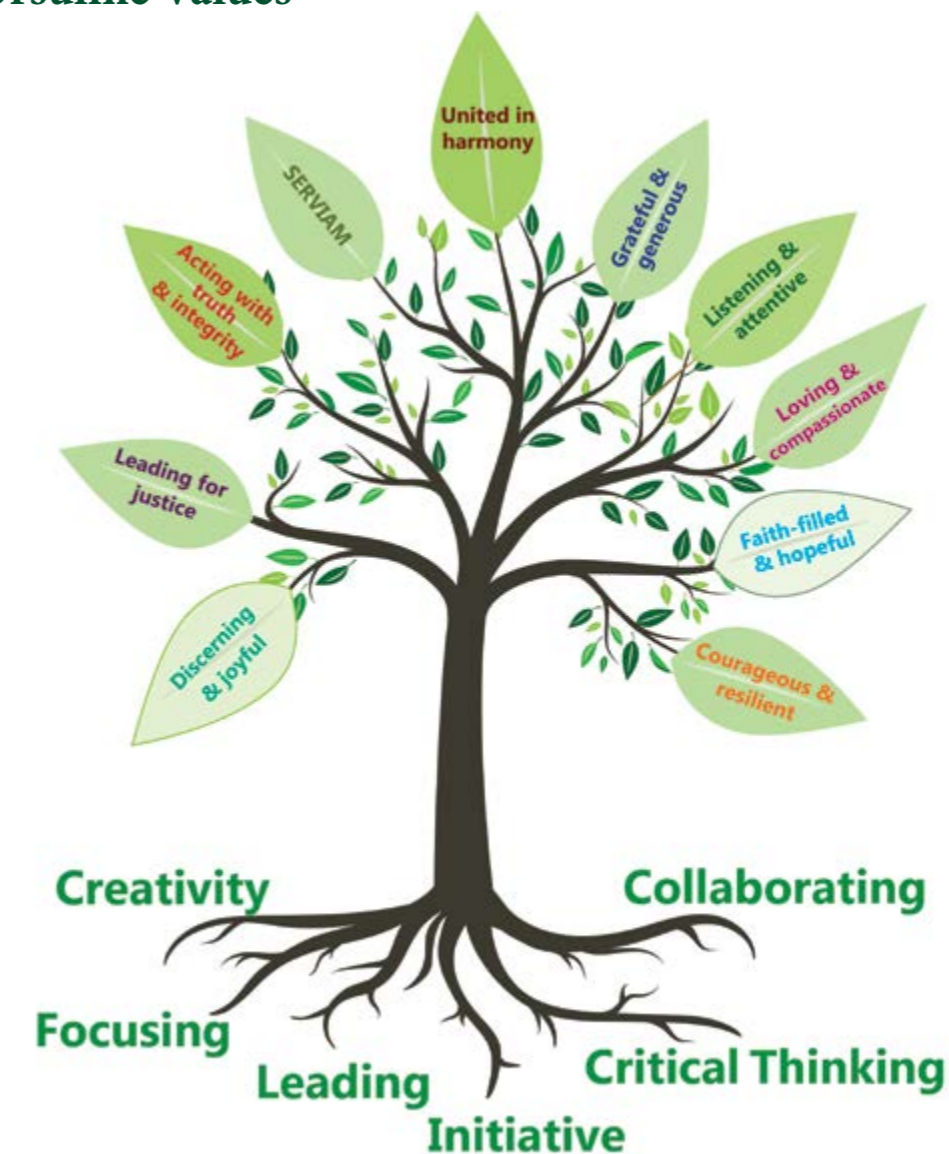 Ursuline Values
United in
harmony
SERVIAM
Grateful &
generous
Acting with
truth
& integrity
Listening &
attentive
Loving &
compassionate
Leading for
justice
Faith-filled
& hopeful
Discerning
& joyful
Courageous &
resilient
Creativity
Collaborating
Focusing
Critical Thinking
Leading
Initiative